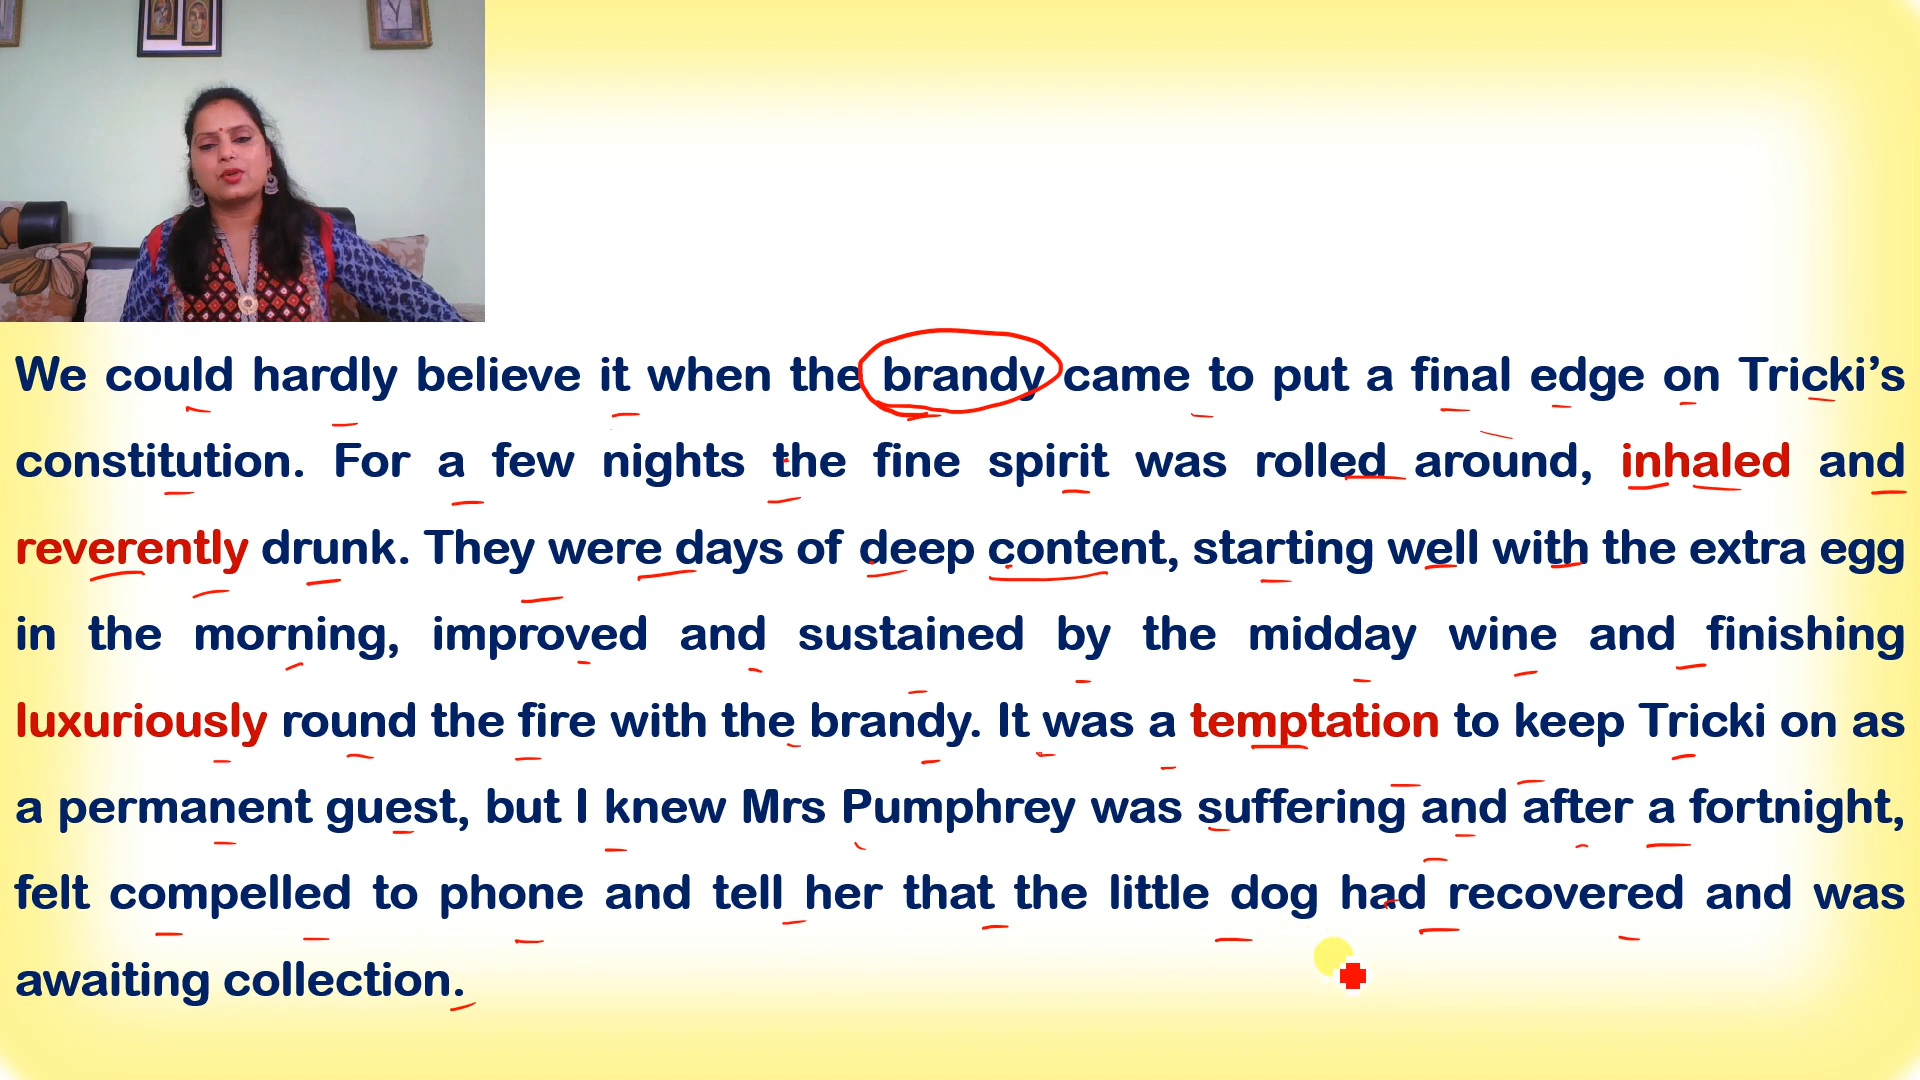 We could hardly believe it when the brandy came to put a final edge on Tricki’s
constitution. For a few nights the fine spirit was rolled around, inhaled and
reverently drunk. They were days of deep content, starting well with the extra egg
in the morning, improved and sustained by the midday wine and finishing
luxuriously round the fire with the brandy. It was a temptation to keep Tricki on as
a permanent guest, but I knew Mrs Pumphrey was suffering and after a fortnight,
felt compelled to phone and tell her that the little dog had recovered and was
awaiting collection.